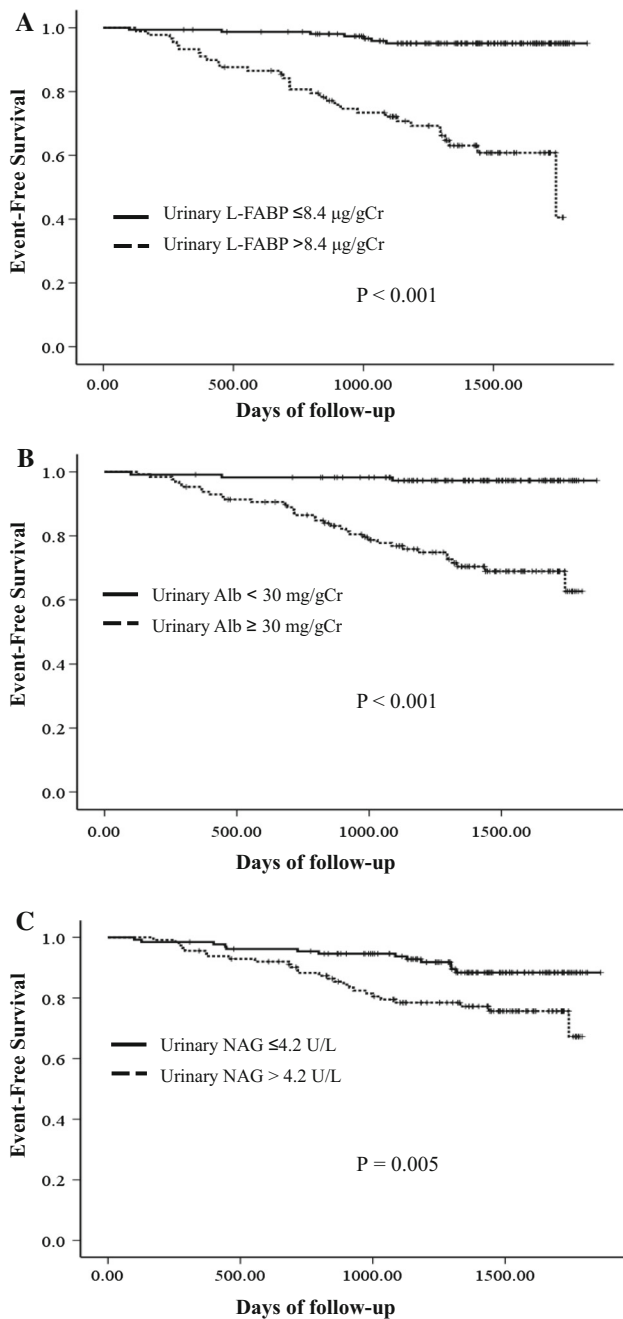 A
Event-Free Survival
1.0
0.8
0.6
0.4
0.2
0.0
Urinary L-FABP ≤8.4 µg/gCr
Urinary L-FABP >8.4 µg/gCr
P < 0.001
0.00 500.00 1000.00 1500.00
Days of follow-up
B
Event-Free Survival
1.0
0.8
0.6
0.4
0.2
0.0
Urinary Alb < 30 mg/gCr
Urinary Alb ≥ 30 mg/gCr
P < 0.001
0.00 500.00 1000.00 1500.00
Days of follow-up
C
Event-Free Survival
1.0
0.8
0.6
0.4
0.2
0.0
Urinary NAG ≤4.2 U/L
Urinary NAG > 4.2 U/L
P = 0.005
0.00 500.00 1000.00 1500.00
Days of follow-up